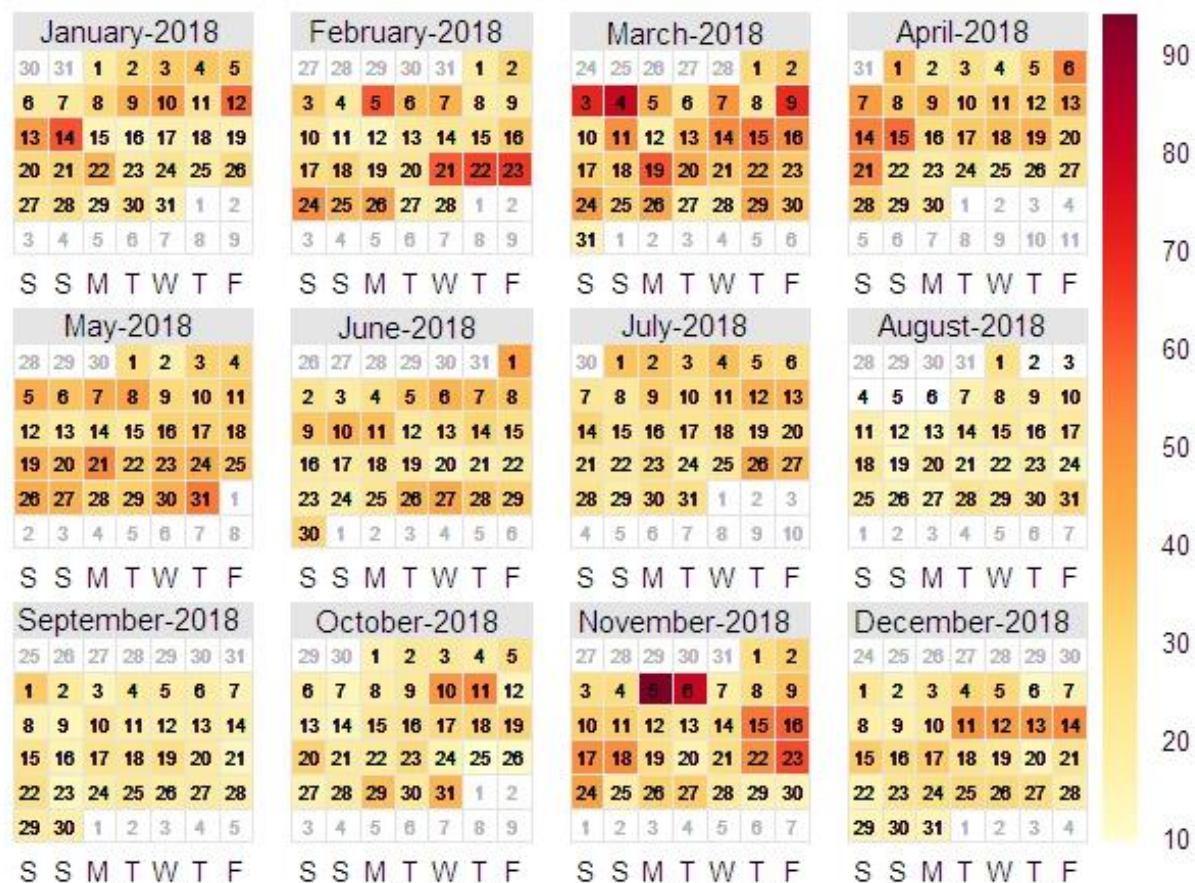 January-2018
30 31 1 2 3 4 5
6 7 8 9 10 11 12
13 14 15 16 17 18 19
20 21 22 23 24 25 26
27 28 29 30 31 1 2
3 4 5 6 7 8 9
S S M T W T F
February-2018
27 28 29 30 31 1 2
3 4 5 6 7 8 9
10 11 12 13 14 15 16
17 18 19 20 21 22 23
24 25 26 27 28 1 2
3 4 5 6 7 8 9
S S M T W T F
March-2018
24 25 26 27 28 1 2
3 4 5 6 7 8 9
10 11 12 13 14 15 16
17 18 19 20 21 22 23
24 25 26 27 28 29 30
31 1 2 3 4 5 6
S S M T W T F
April-2018
31 1 2 3 4 5 6
7 8 9 10 11 12 13
14 15 16 17 18 19 20
21 22 23 24 25 26 27
28 29 30 1 2 3 4
5 6 7 8 9 10 11
S S M T W T F
May-2018
28 29 30 1 2 3 4
5 6 7 8 9 10 11
12 13 14 15 16 17 18
19 20 21 22 23 24 25
26 27 28 29 30 31 1
2 3 4 5 6 7 8
S S M T W T F
June-2018
26 27 28 29 30 31 1
2 3 4 5 6 7 8
9 10 11 12 13 14 15
16 17 18 19 20 21 22
23 24 25 26 27 28 29
30 1 2 3 4 5 6
S S M T W T F
July-2018
30 1 2 3 4 5 6
7 8 9 10 11 12 13
14 15 16 17 18 19 20
21 22 23 24 25 26 27
28 29 30 31 1 2 3
4 5 6 7 8 9 10
S S M T W T F
August-2018
28 29 30 31 1 2 3
4 5 6 7 8 9 10
11 12 13 14 15 16 17
18 19 20 21 22 23 24
25 26 27 28 29 30 31
1 2 3 4 5 6 7
S S M T W T F
September-2018
25 26 27 28 29 30 31
1 2 3 4 5 6 7
8 9 10 11 12 13 14
15 16 17 18 19 20 21
22 23 24 25 26 27 28
29 30 1 2 3 4 5
S S M T W T F
October-2018
29 30 1 2 3 4 5
6 7 8 9 10 11 12
13 14 15 16 17 18 19
20 21 22 23 24 25 26
27 28 29 30 31 1 2
3 4 5 6 7 8 9
S S M T W T F
November-2018
27 28 29 30 31 1 2
3 4 5 6 7 8 9
10 11 12 13 14 15 16
17 18 19 20 21 22 23
24 25 26 27 28 29 30
1 2 3 4 5 6 7
S S M T W T F
December-2018
24 25 26 27 28 29 30
1 2 3 4 5 6 7
8 9 10 11 12 13 14
15 16 17 18 19 20 21
22 23 24 25 26 27 28
29 30 31 1 2 3 4
S S M T W T F
90
80
70
60
50
40
30
20
10